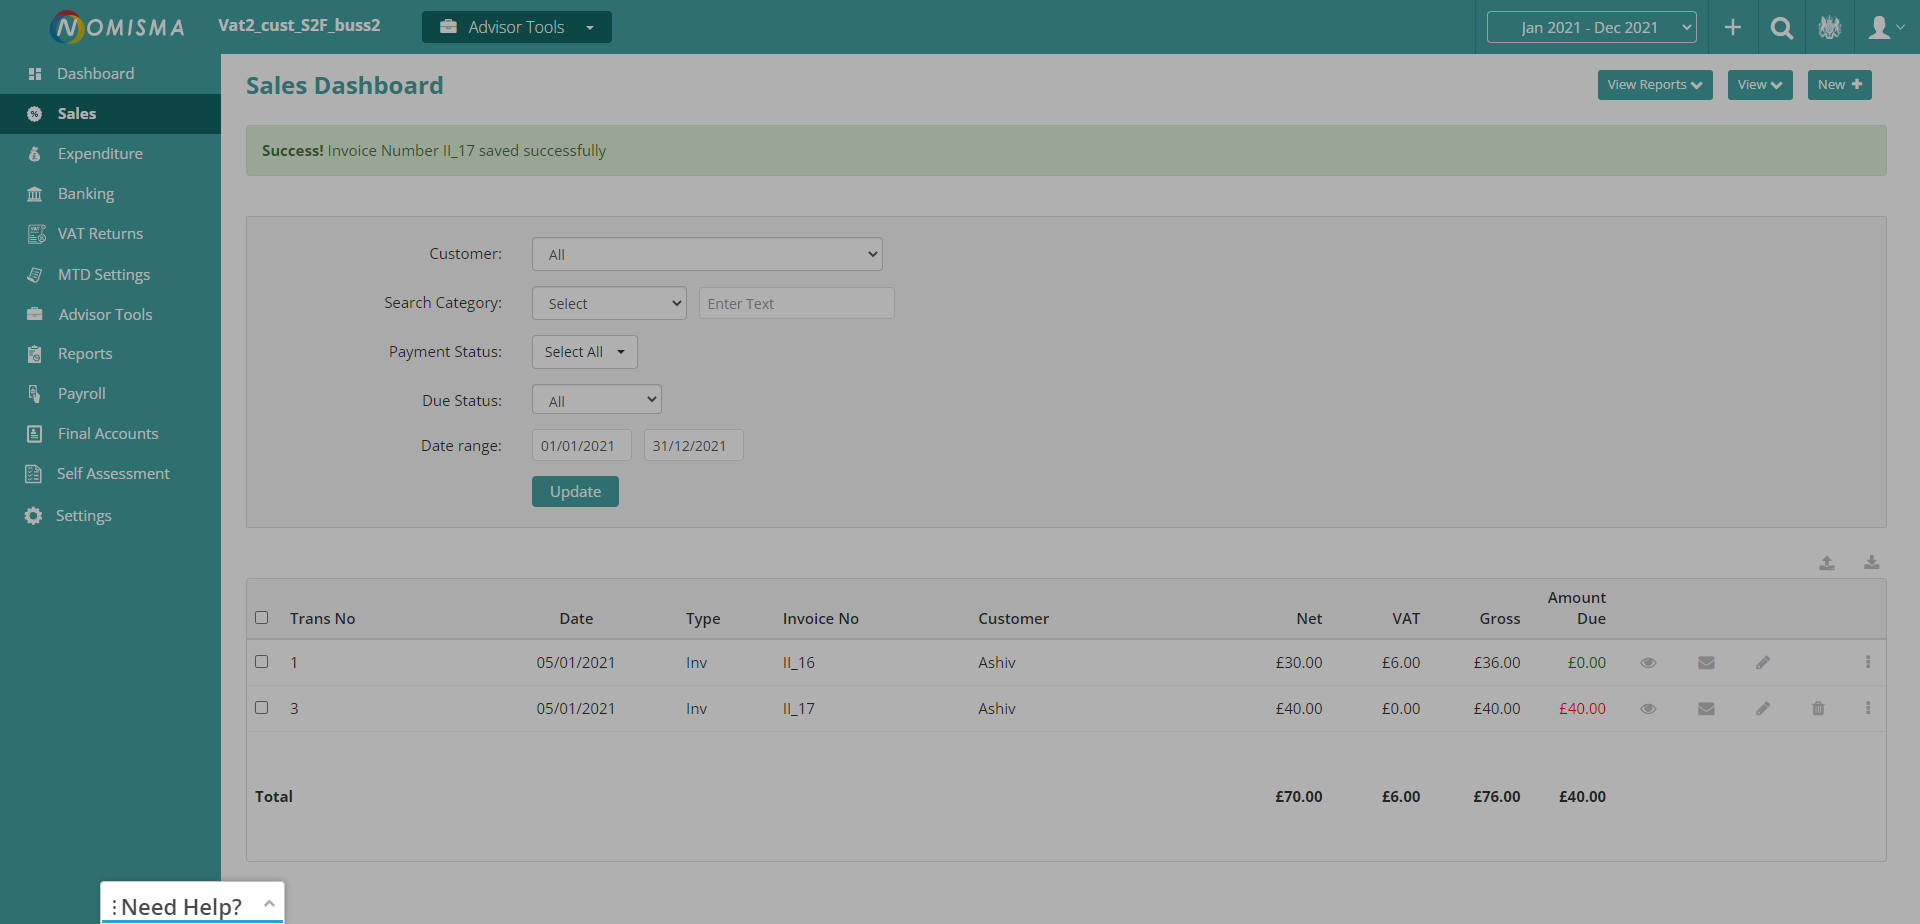 NOMISMA
Vat2_cust_S2F_buss2
Advisor Tools
Jan 2021 - Dec 2021
Dashboard
Sales
Expenditure
Banking
VAT Returns
MTD Settings
Advisor Tools
Reports
Payroll
Final Accounts
Self Assessment
Settings
Sales Dashboard
View Reports
View
New
Success! Invoice Number II_17 saved successfully
Customer: All
Search Category: Select Enter Text
Payment Status: Select All
Due Status: All
Date range: 01/01/2021 31/12/2021
Update
Trans No Date Type Invoice No Customer Net VAT Gross Amount Due
1 05/01/2021 Inv II_16 Ashiv £30.00 £6.00 £36.00 £0.00
3 05/01/2021 Inv II_17 Ashiv £40.00 £0.00 £40.00 £40.00
Total £70.00 £6.00 £76.00 £40.00
Need Help?